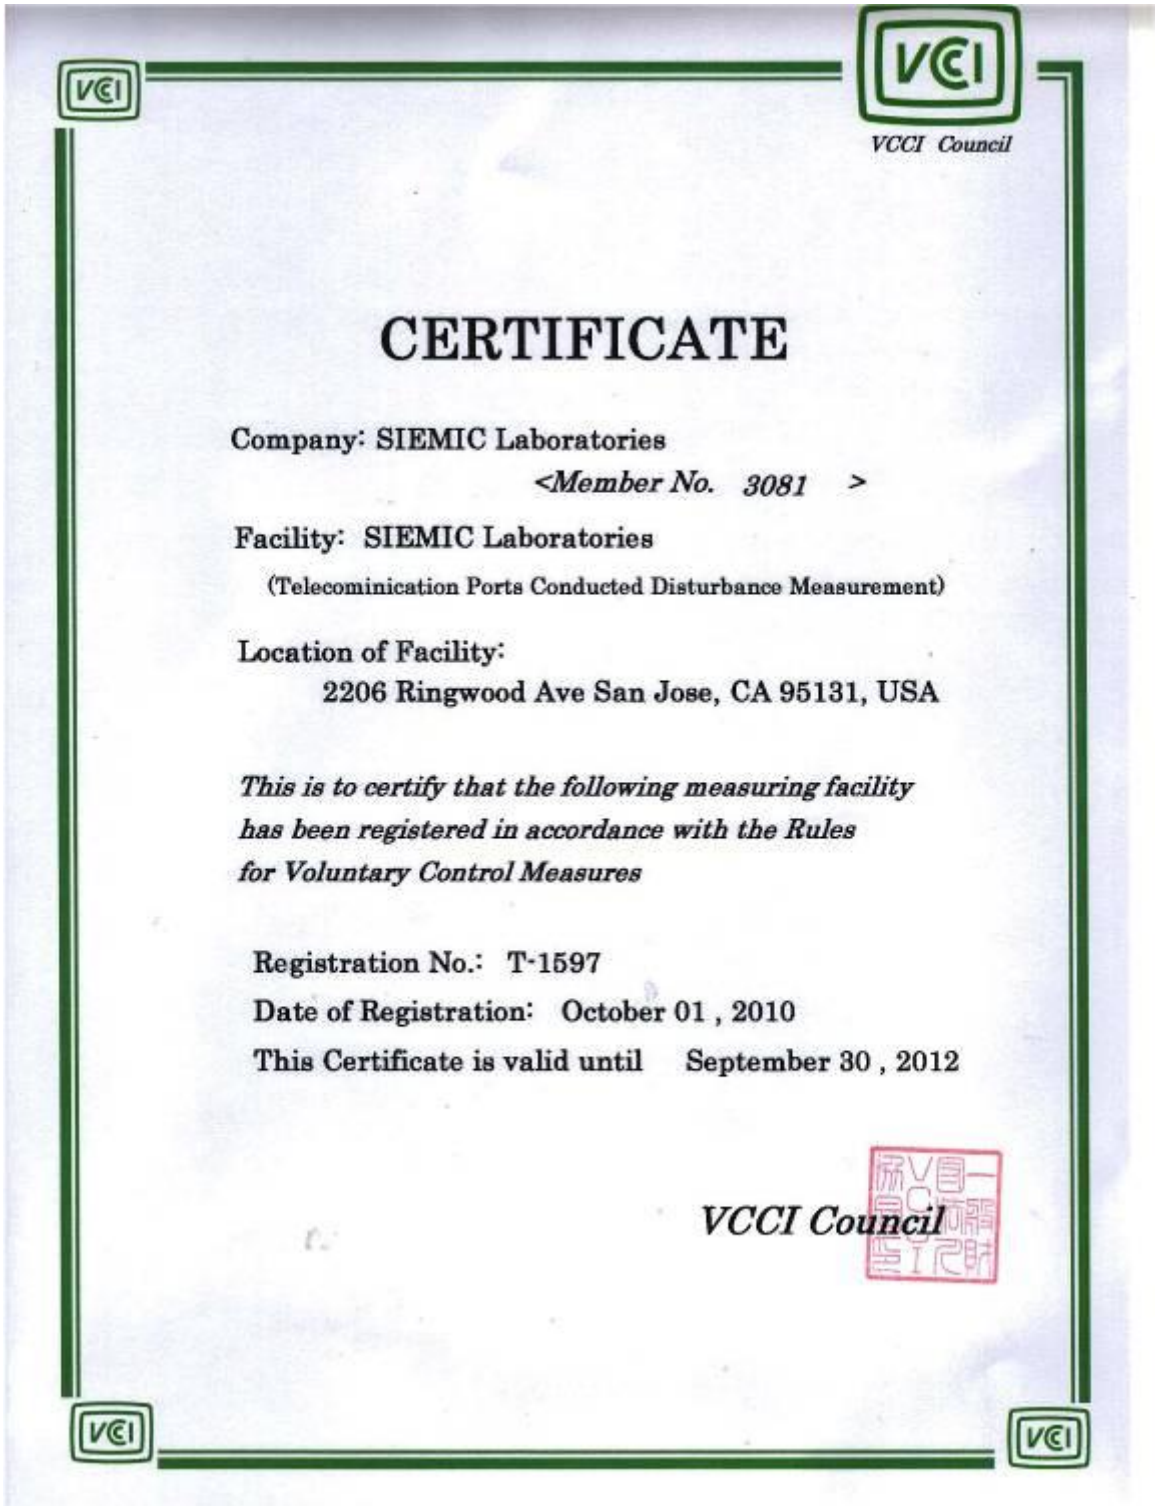 VCCI
VCCI
VCCI Council
CERTIFICATE
Company: SIEMIC Laboratories
<Member No. 3081 >
Facility: SIEMIC Laboratories
(Telecominication Ports Conducted Disturbance Measurement)
Location of Facility:
2206 Ringwood Ave San Jose, CA 95131, USA
This is to certify that the following measuring facility
has been registered in accordance with the Rules
for Voluntary Control Measures
Registration No.: T-1597
Date of Registration: October 01 , 2010
This Certificate is valid until September 30 , 2012
VCCI Council
VCCI
VCCI